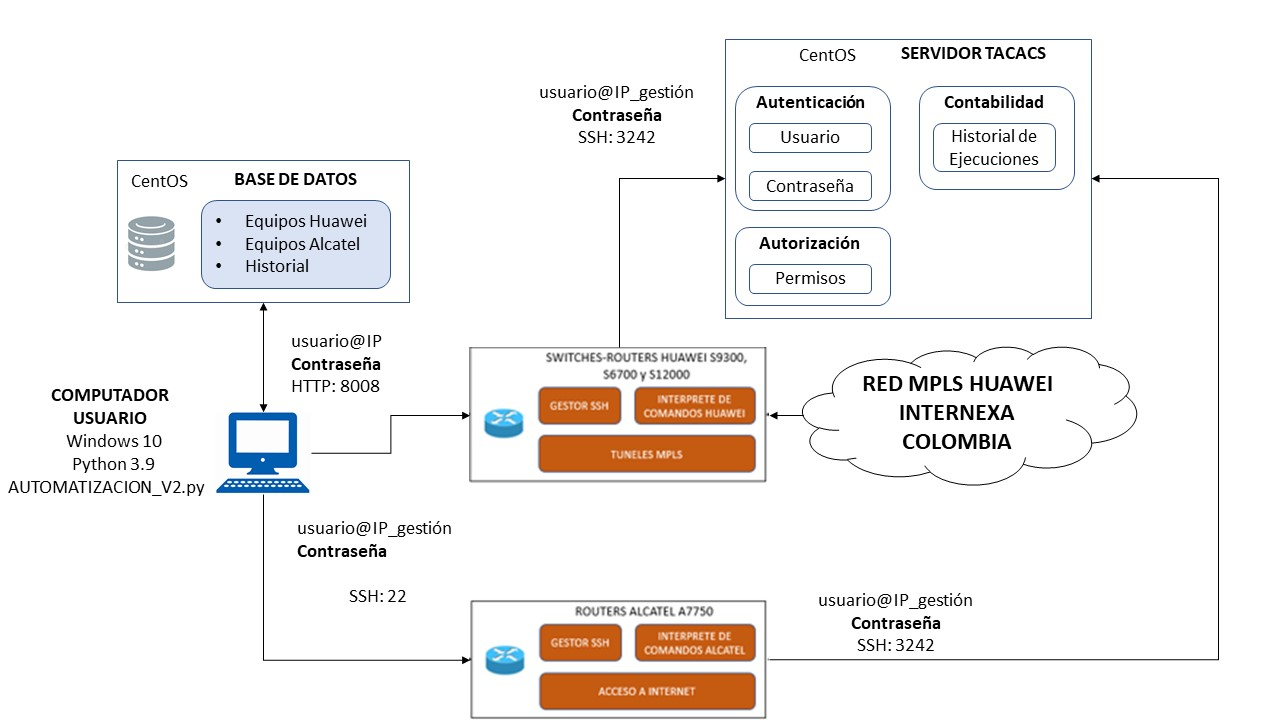 CentOS
SERVIDOR TACACS
usuario@IP_gestión
Contraseña
SSH: 3242
Autenticación
Usuario
Contraseña
Contabilidad
Historial de
Ejecuciones
Autorización
Permisos
CentOS
BASE DE DATOS
• Equipos Huawei
• Equipos Alcatel
• Historial
usuario@IP
Contraseña
HTTP: 8008
COMPUTADOR
USUARIO
Windows 10
Python 3.9
AUTOMATIZACION_V2.py
SWITCHES-ROUTERS HUAWEI S9300,
S6700 y S12000
GESTOR SSH
INTERPRETE DE
COMANDOS HUAWEI
TUNELES MPLS
RED MPLS HUAWEI
INTERNEXA
COLOMBIA
usuario@IP_gestión
Contraseña
SSH: 22
ROUTERS ALCATEL A7750
GESTOR SSH
INTERPRETE DE
COMANDOS ALCATEL
ACCESO A INTERNET
usuario@IP_gestión
Contraseña
SSH: 3242